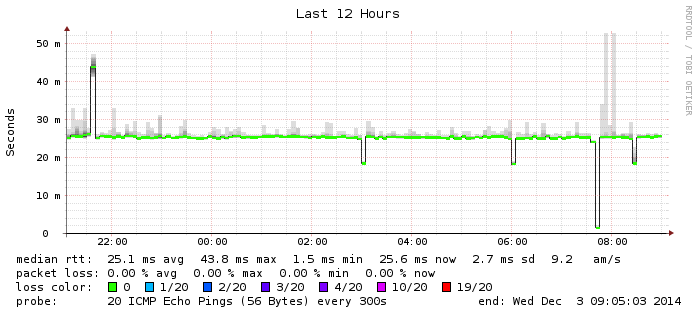 Last 12 Hours
RRDTOOL / TOBI OETIKER
Seconds
50 m
40 m
30 m
20 m
10 m
0
22:00 00:00 02:00 04:00 06:00 08:00
median rtt: 25.1 ms avg 43.8 ms max 1.5 ms min 25.6 ms now 2.7 ms sd 9.2 am/s
packet loss: 0.00 % avg 0.00 % max 0.00 % min 0.00 % now
loss color: 0 1/20 2/20 3/20 4/20 10/20 19/20
probe: 20 ICMP Echo Pings (56 Bytes) every 300s end: Wed Dec 3 09:05:03 2014